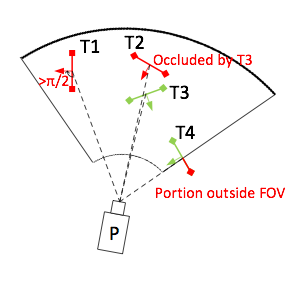 T1
T2
Occluded by T3
>π/2
T3
T4
Portion outside FOV
P